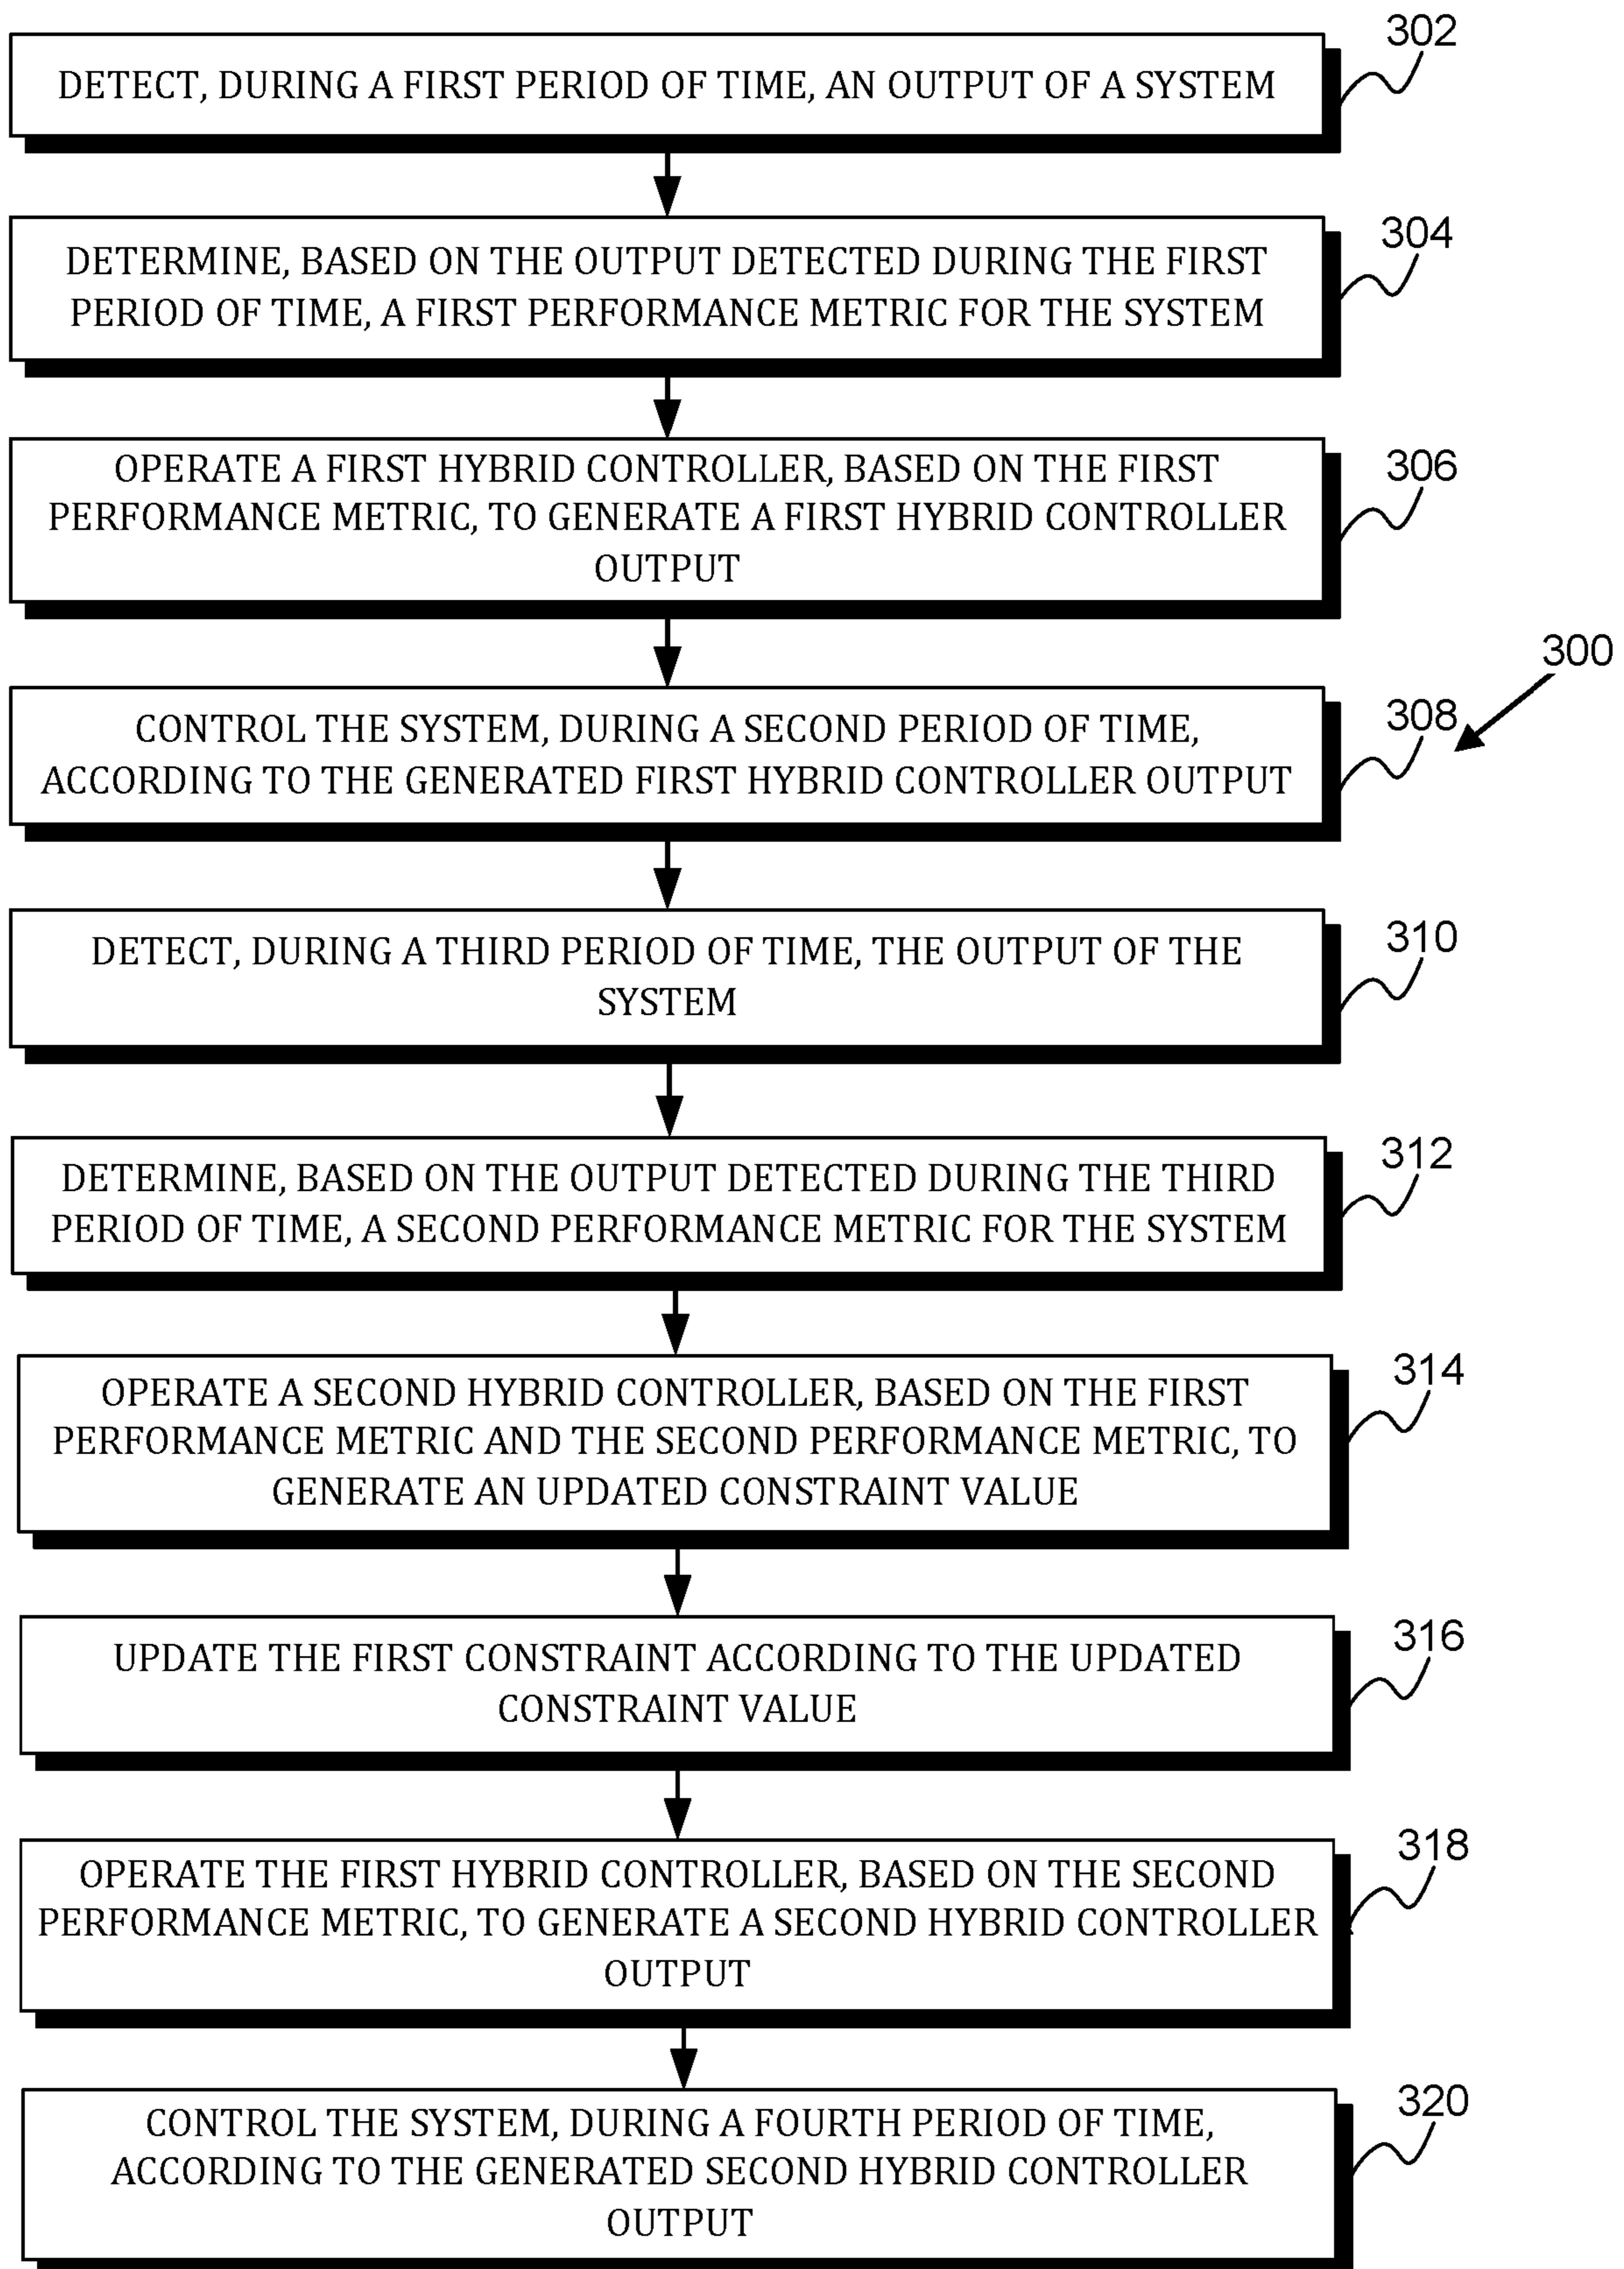 302
DETECT, DURING A FIRST PERIOD OF TIME, AN OUTPUT OF A SYSTEM
304
DETERMINE, BASED ON THE OUTPUT DETECTED DURING THE FIRST
PERIOD OF TIME, A FIRST PERFORMANCE METRIC FOR THE SYSTEM
306
OPERATE A FIRST HYBRID CONTROLLER, BASED ON THE FIRST
PERFORMANCE METRIC, TO GENERATE A FIRST HYBRID CONTROLLER
OUTPUT
300
308
CONTROL THE SYSTEM, DURING A SECOND PERIOD OF TIME,
ACCORDING TO THE GENERATED FIRST HYBRID CONTROLLER OUTPUT
310
DETECT, DURING A THIRD PERIOD OF TIME, THE OUTPUT OF THE
SYSTEM
312
DETERMINE, BASED ON THE OUTPUT DETECTED DURING THE THIRD
PERIOD OF TIME, A SECOND PERFORMANCE METRIC FOR THE SYSTEM
314
OPERATE A SECOND HYBRID CONTROLLER, BASED ON THE FIRST
PERFORMANCE METRIC AND THE SECOND PERFORMANCE METRIC, TO
GENERATE AN UPDATED CONSTRAINT VALUE
316
UPDATE THE FIRST CONSTRAINT ACCORDING TO THE UPDATED
CONSTRAINT VALUE
318
OPERATE THE FIRST HYBRID CONTROLLER, BASED ON THE SECOND
PERFORMANCE METRIC, TO GENERATE A SECOND HYBRID CONTROLLER
OUTPUT
320
CONTROL THE SYSTEM, DURING A FOURTH PERIOD OF TIME,
ACCORDING TO THE GENERATED SECOND HYBRID CONTROLLER
OUTPUT